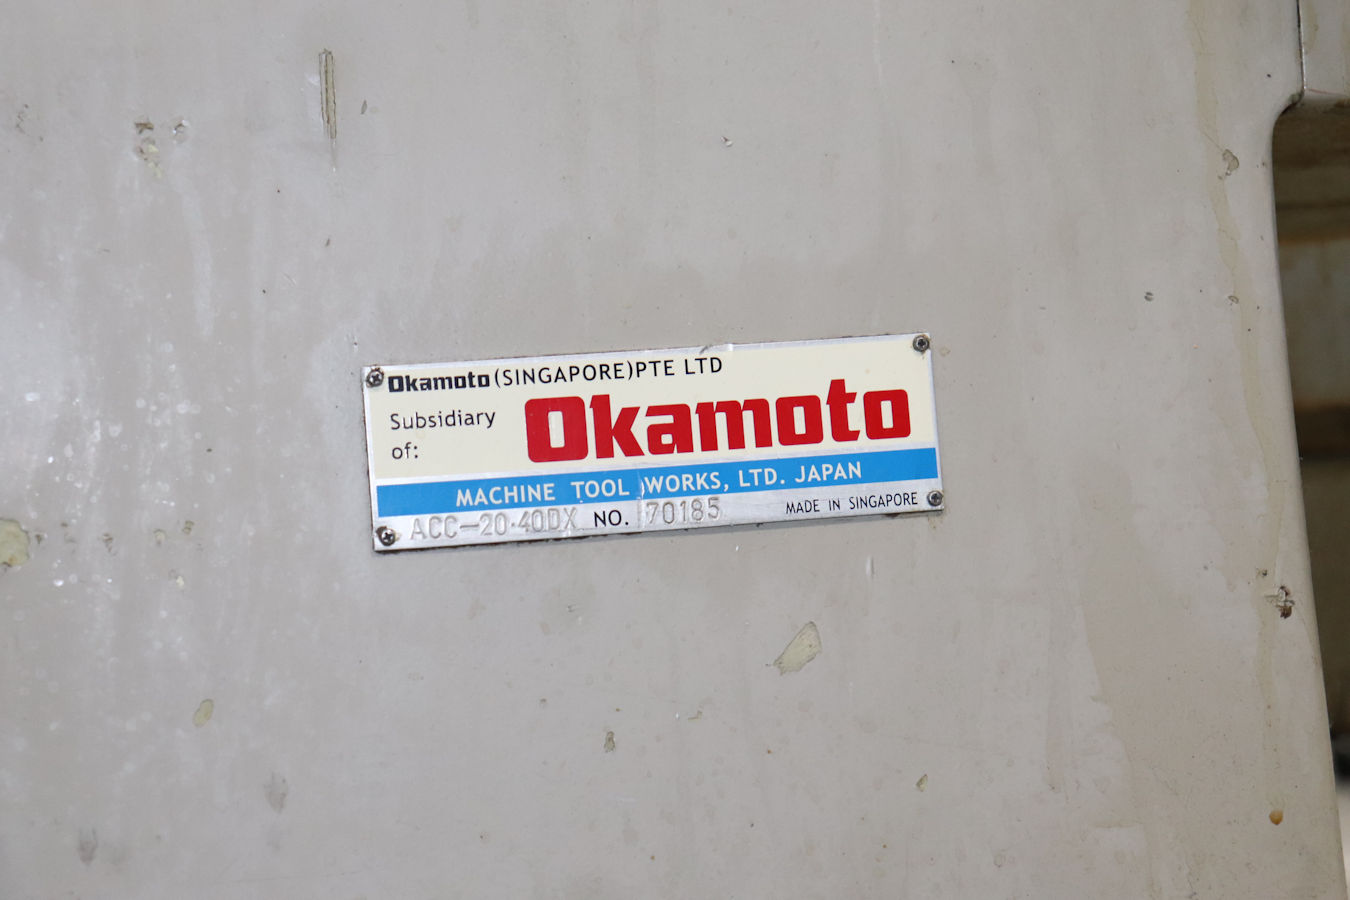 Okamoto (SINGAPORE) PTE LTD
Subsidiary of:
Okamoto
MACHINE TOOL WORKS, LTD. JAPAN
ACC-20·40DX NO. 70185 MADE IN SINGAPORE